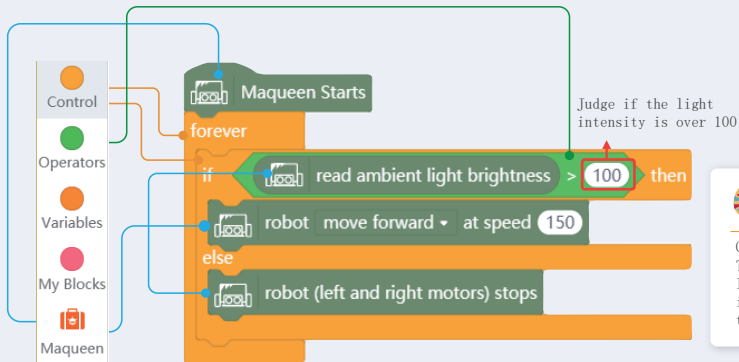 Control
Operators
Variables
My Blocks
Maqueen
Maqueen Starts
forever
if read ambient light brightness > 100 then
robot move forward at speed 150
else
robot (left and right motors) stops
Judge if the light
intensity is over 100